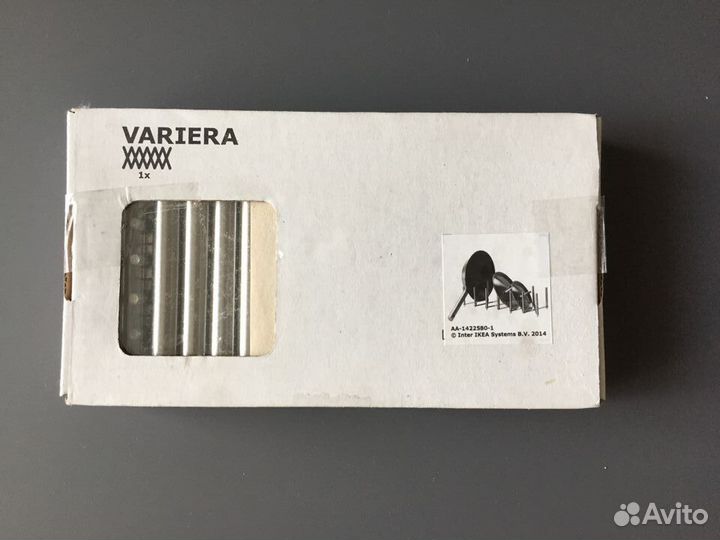 VARIERA
1x
AA-1422580-1
© Inter IKEA Systems B.V. 2014
Avito